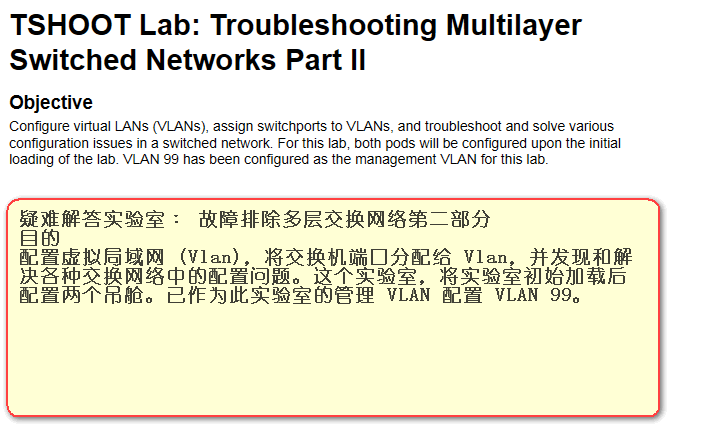 TSHOOT Lab: Troubleshooting Multilayer
Switched Networks Part II
Objective
Configure virtual LANs (VLANs), assign switchports to VLANs, and troubleshoot and solve various
configuration issues in a switched network. For this lab, both pods will be configured upon the initial
loading of the lab. VLAN 99 has been configured as the management VLAN for this lab.
疑难解答实验室： 故障排除多层交换网络第二部分
目的
配置虚拟局域网 (Vlan)，将交换机端口分配给 Vlan，并发现和解
决各种交换网络中的配置问题。这个实验室，将实验室初始加载后
配置两个吊舱。已作为此实验室的管理 VLAN 配置 VLAN 99。